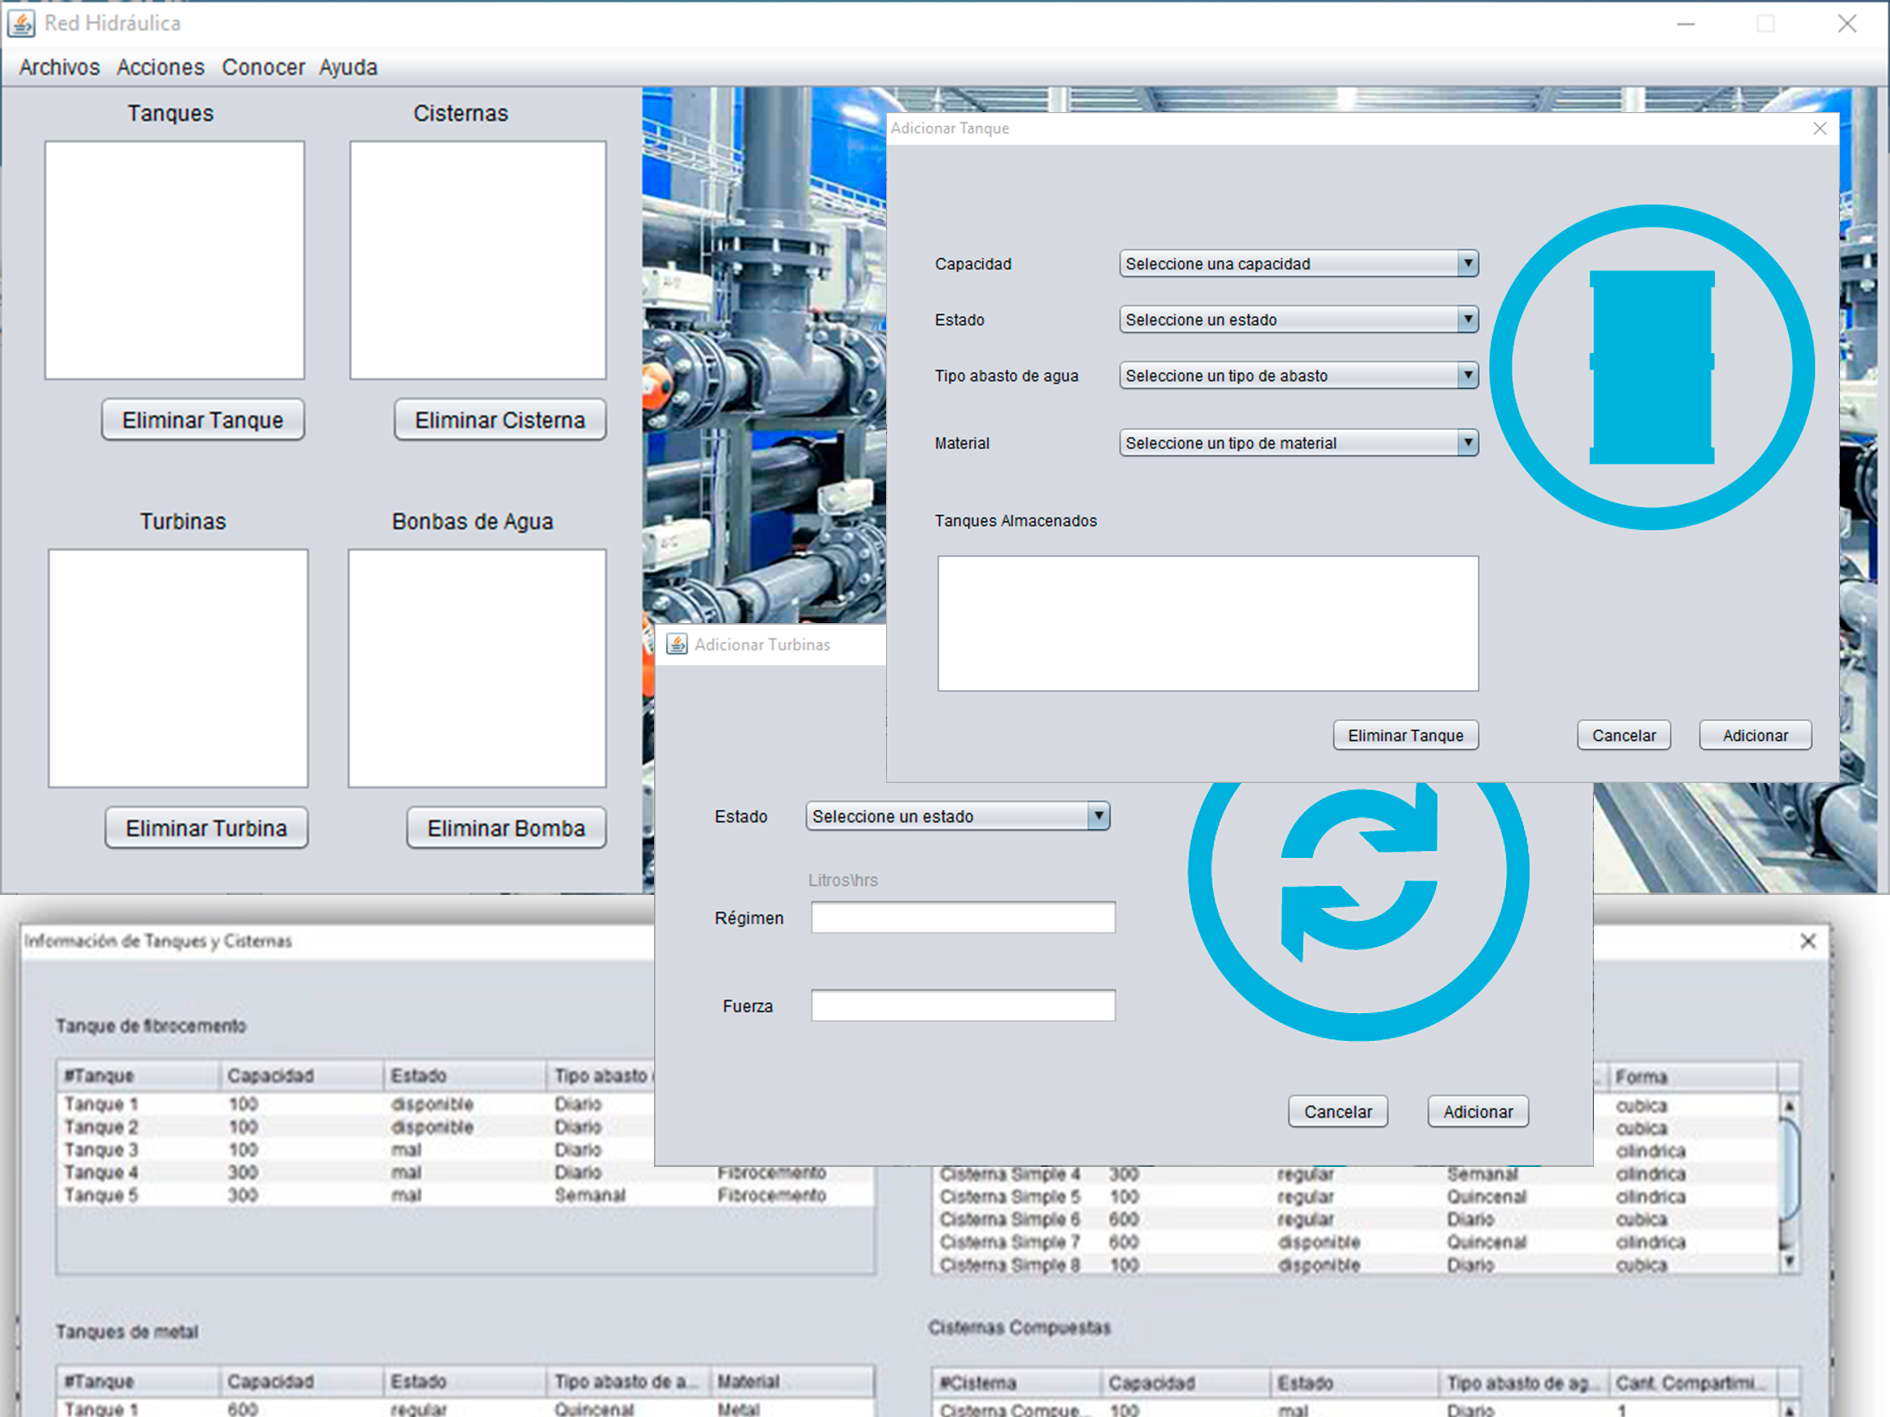 Red Hidráulica
Archivos Acciones Conocer Ayuda
Tanques
Cisternas
Eliminar Tanque
Eliminar Cisterna
Turbinas
Bonbas de Agua
Eliminar Turbina
Eliminar Bomba
Adicionar Tanque
Capacidad
Seleccione una capacidad
Estado
Seleccione un estado
Tipo abasto de agua
Seleccione un tipo de abasto
Material
Seleccione un tipo de material
Tanques Almacenados
Eliminar Tanque
Cancelar
Adicionar
Adicionar Turbinas
Estado
Seleccione un estado
Litros\hrs
Régimen
Fuerza
Cancelar
Adicionar
Información de Tanques y Cisternas
Tanque de fibrocemento
#Tanque Capacidad Estado Tipo abasto
Tanque 1 100 disponible Diario
Tanque 2 100 disponible Diario
Tanque 3 100 mal Diario
Tanque 4 300 mal Diario Fibrocemento
Tanque 5 300 mal Semanal Fibrocemento
Forma
cubica
cubica
cilindrica
Cisterna Simple 4 300 regular Semanal cilindrica
Cisterna Simple 5 100 regular Quincenal cilindrica
Cisterna Simple 6 600 regular Diario cubica
Cisterna Simple 7 600 disponible Quincenal cilindrica
Cisterna Simple 8 100 disponible Diario cubica
Tanques de metal
#Tanque Capacidad Estado Tipo abasto de a... Material
Tanque 1 600 regular Quincenal Metal
Cisternas Compuestas
#Cisterna Capacidad Estado Tipo abasto de ag... Cant. Compartimi...
Cisterna Compue... 100 mal Diario 1